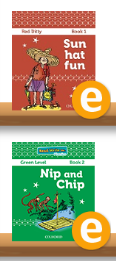 Red Ditty Book 1
Sun
hat
fun
e
Green Level Book 2
Nip and
Chip
OXFORD
e